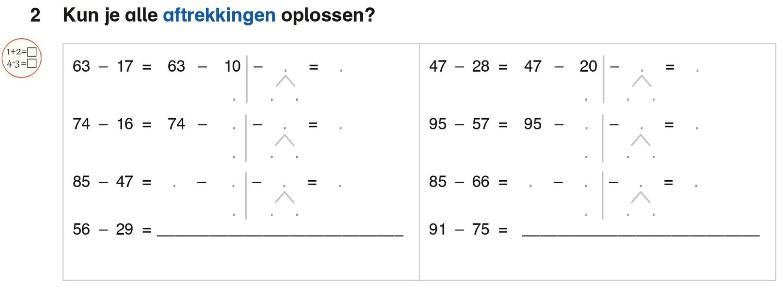 2 Kun je alle aftrekkingen oplossen?
1+2=□
4-3=□
63 − 17 = 63 − 10 | − . = .
. . .
74 − 16 = 74 − . | − . = .
. . .
85 − 47 = . − . | − . = .
. . .
56 − 29 = ______________________________
47 − 28 = 47 − 20 | − . = .
. . .
95 − 57 = 95 − . | − . = .
. . .
85 − 66 = . − . | − . = .
. . .
91 − 75 = ______________________________